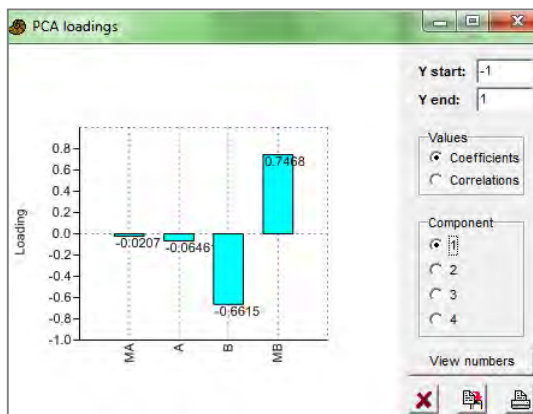 PCA loadings
Y start: -1
Y end: 1
Values
Coefficients
Correlations
Component
1
2
3
4
View numbers
Loading
0.8
0.6
0.4
0.2
0.0
-0.2
-0.4
-0.6
-0.8
-1.0
-0.0207
-0.0646
-0.6615
0.7468
MA
A
B
MB